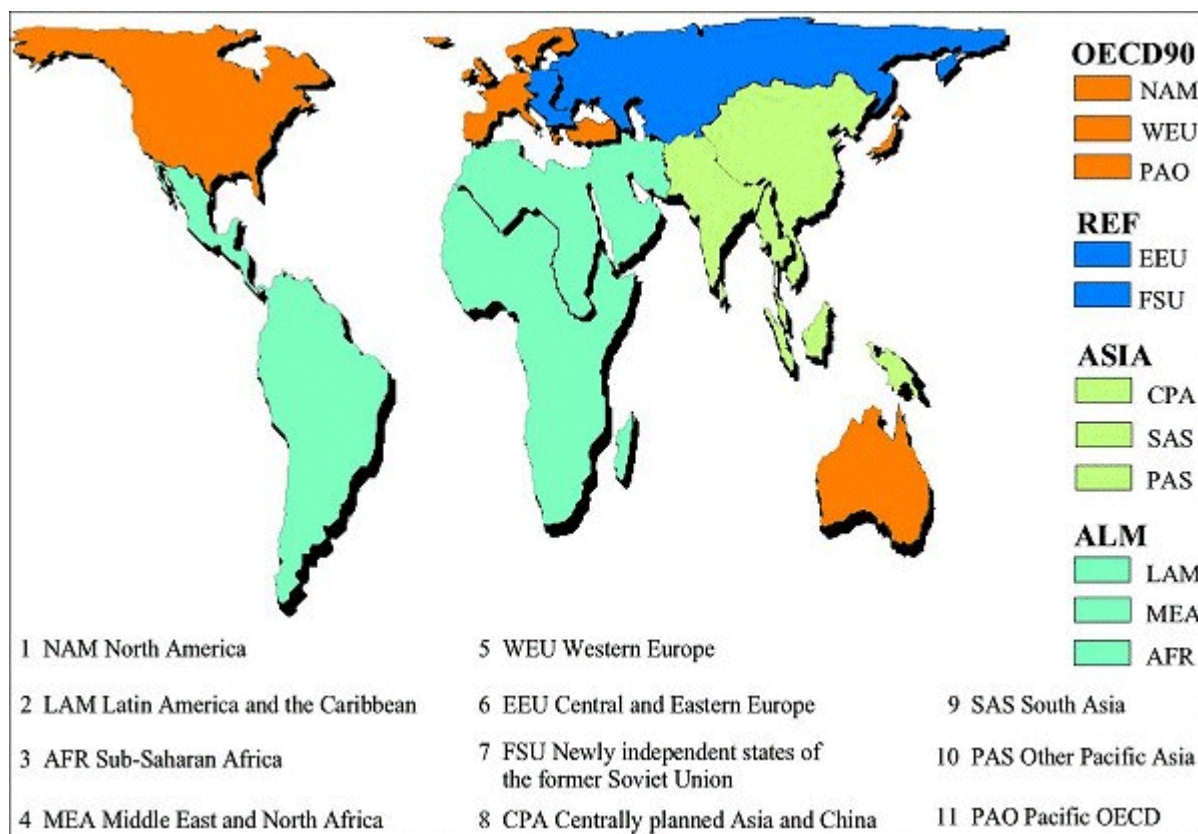 OECD90
NAM
WEU
PAO
REF
EEU
FSU
ASIA
CPA
SAS
PAS
ALM
LAM
MEA
AFR
1 NAM North America
2 LAM Latin America and the Caribbean
3 AFR Sub-Saharan Africa
4 MEA Middle East and North Africa
5 WEU Western Europe
6 EEU Central and Eastern Europe
7 FSU Newly independent states of
the former Soviet Union
8 CPA Centrally planned Asia and China
9 SAS South Asia
10 PAS Other Pacific Asia
11 PAO Pacific OECD